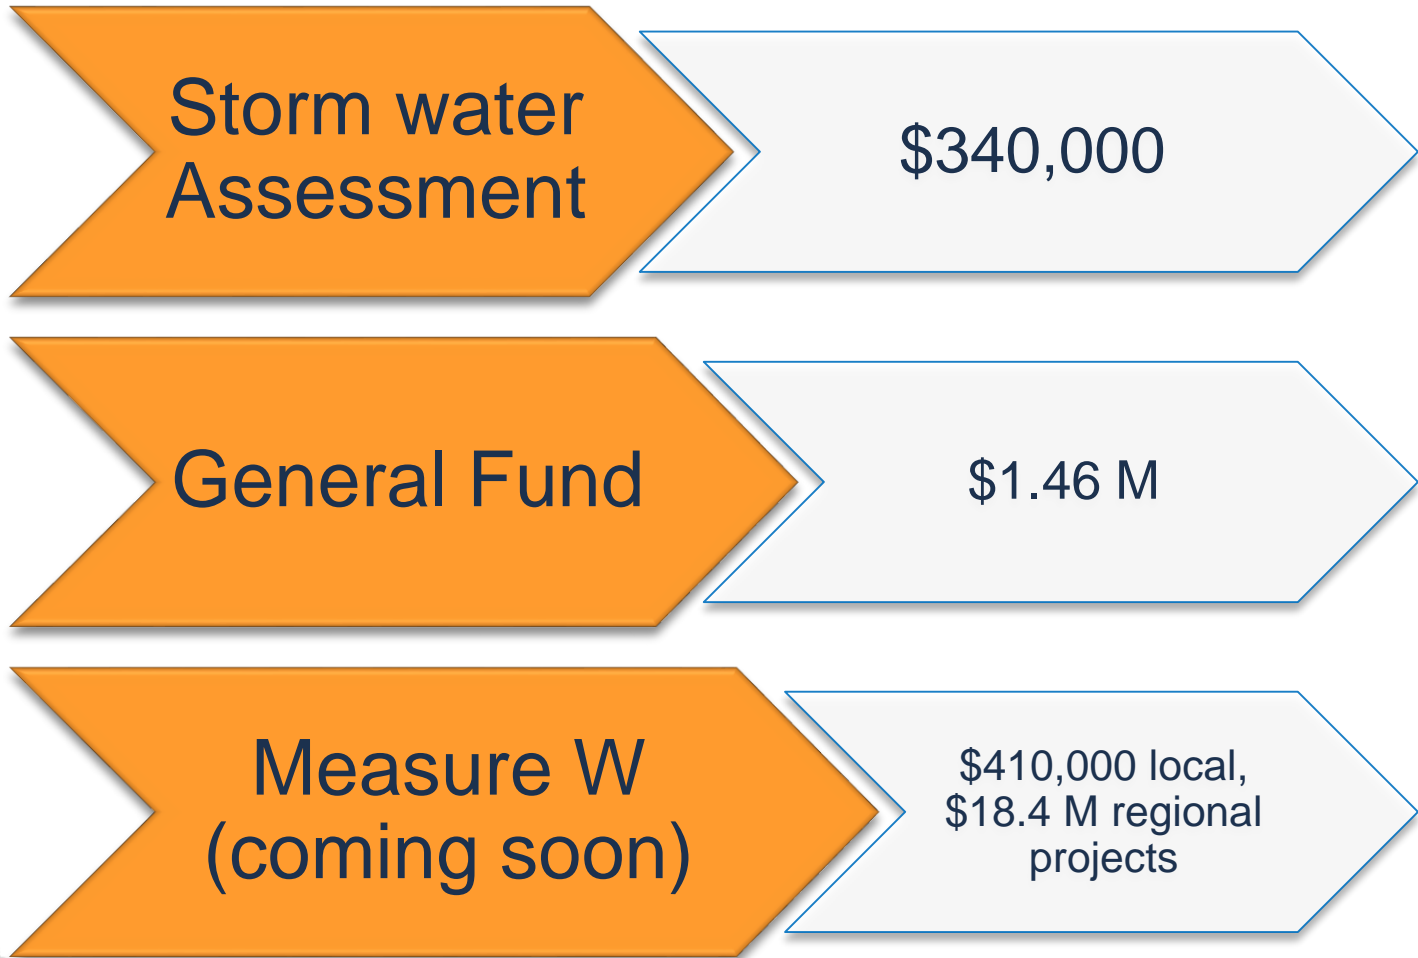 Storm water
Assessment
$340,000
General Fund
$1.46 M
Measure W
(coming soon)
$410,000 local,
$18.4 M regional
projects